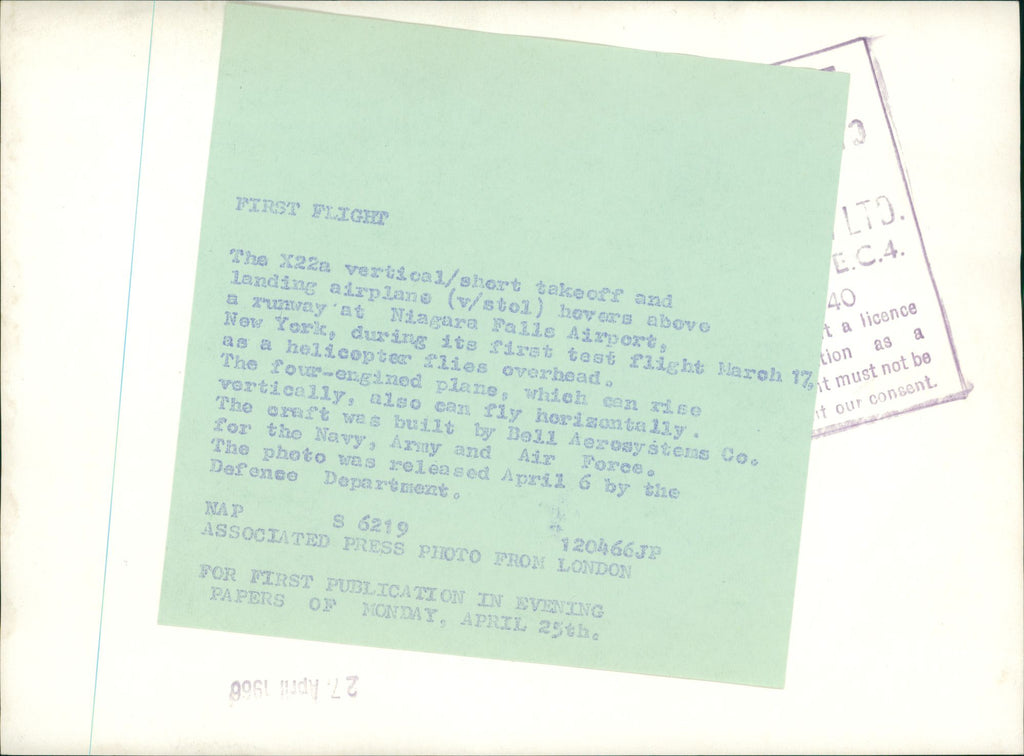 FIRST FLIGHT
The X22a vertical/short takeoff and
landing airplane (v/stol) hovers above
a runway at Niagara Falls Airport,
New York, during its first test flight March 17,
as a helicopter flies overhead.
The four-engined plane, which can rise
vertically, also can fly horizontally.
The craft was built by Bell Aerosystems Co.
for the Navy, Army and Air Force.
The photo was released April 6 by the
Defence Department.
NAP S 6219 120466JP
ASSOCIATED PRESS PHOTO FROM LONDON
FOR FIRST PUBLICATION IN EVENING
PAPERS OF MONDAY, APRIL 25th.
LTD.
E.C.4.
40
t a licence
tion as a
it must not be
t our consent.
27 April 1966